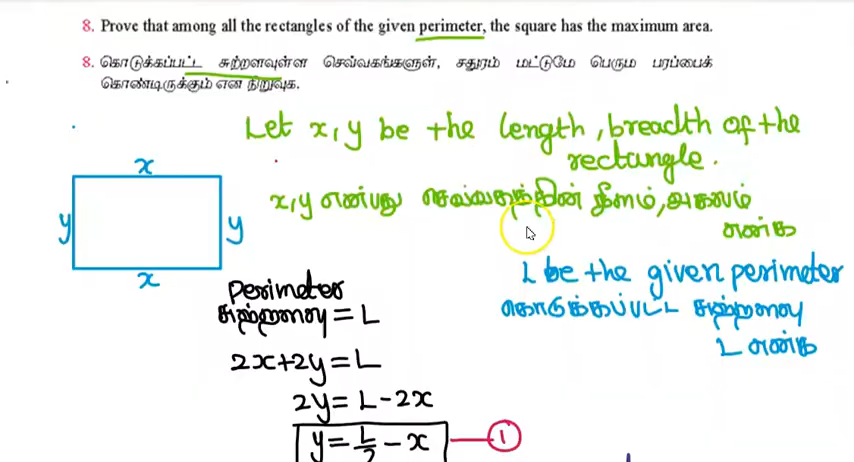 8. Prove that among all the rectangles of the given perimeter, the square has the maximum area.
8. கொடுக்கப்பட்ட சுற்றளவுள்ள செவ்வகங்களுள், சதுரம் மட்டுமே பெரும பரப்பைக்
கொண்டிருக்கும் என நிறுவுக.
Let x, y be the length, breadth of the
rectangle.
x, y என்பது செவ்வகத்தின் நீளம், அகலம்
என்க
x
y
y
x
L be the given perimeter
கொடுக்கப்பட்ட சுற்றளவு
L என்க
Perimeter
சுற்றளவு = L
2x+2y = L
2y = L - 2x
y = L/2 - x
1